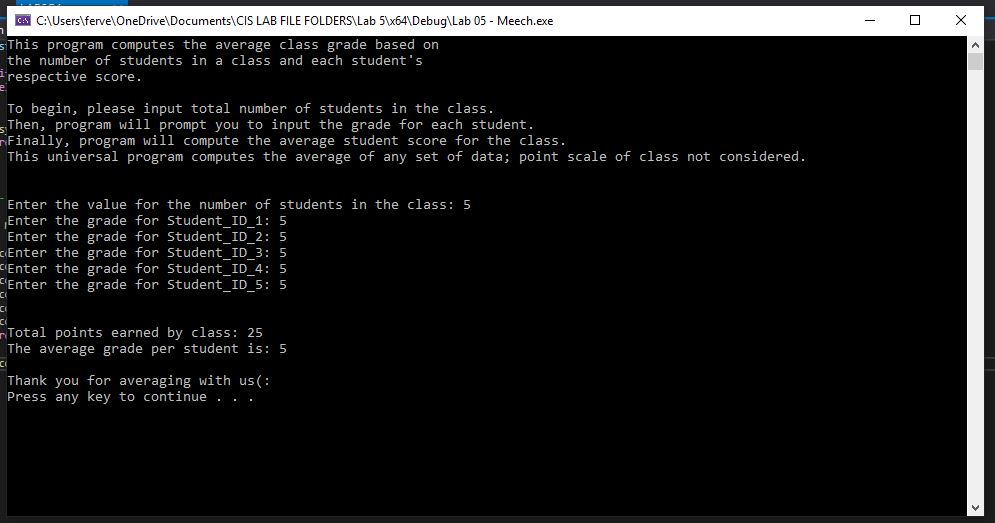 C:\Users\ferve\OneDrive\Documents\CIS LAB FILE FOLDERS\Lab 5\x64\Debug\Lab 05 - Meech.exe
This program computes the average class grade based on
the number of students in a class and each student's
respective score.
To begin, please input total number of students in the class.
Then, program will prompt you to input the grade for each student.
Finally, program will compute the average student score for the class.
This universal program computes the average of any set of data; point scale of class not considered.
Enter the value for the number of students in the class: 5
Enter the grade for Student_ID_1: 5
Enter the grade for Student_ID_2: 5
Enter the grade for Student_ID_3: 5
Enter the grade for Student_ID_4: 5
Enter the grade for Student_ID_5: 5
Total points earned by class: 25
The average grade per student is: 5
Thank you for averaging with us(:
Press any key to continue . . .